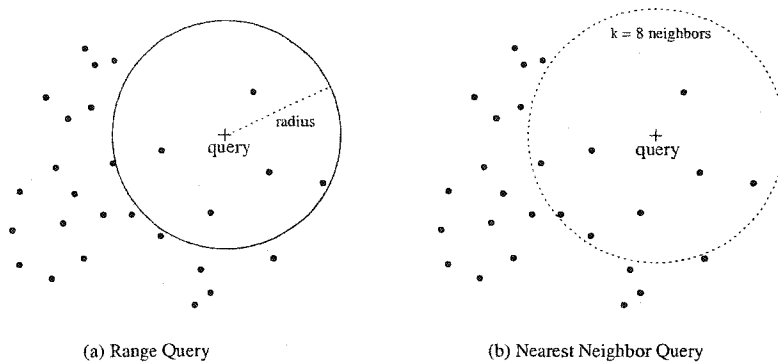 k = 8 neighbors
radius
query
query
(a) Range Query
(b) Nearest Neighbor Query